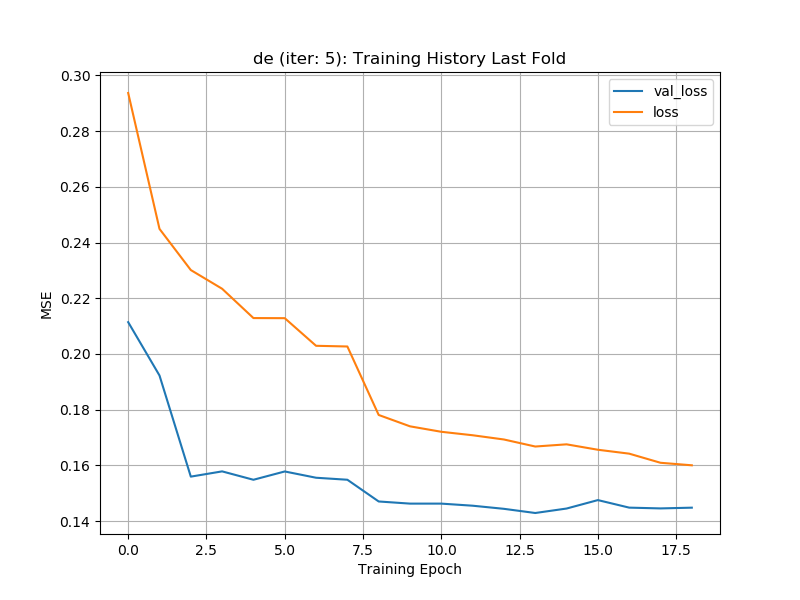 de (iter: 5): Training History Last Fold
val_loss
loss
MSE
0.30
0.28
0.26
0.24
0.22
0.20
0.18
0.16
0.14
0.0 2.5 5.0 7.5 10.0 12.5 15.0 17.5
Training Epoch